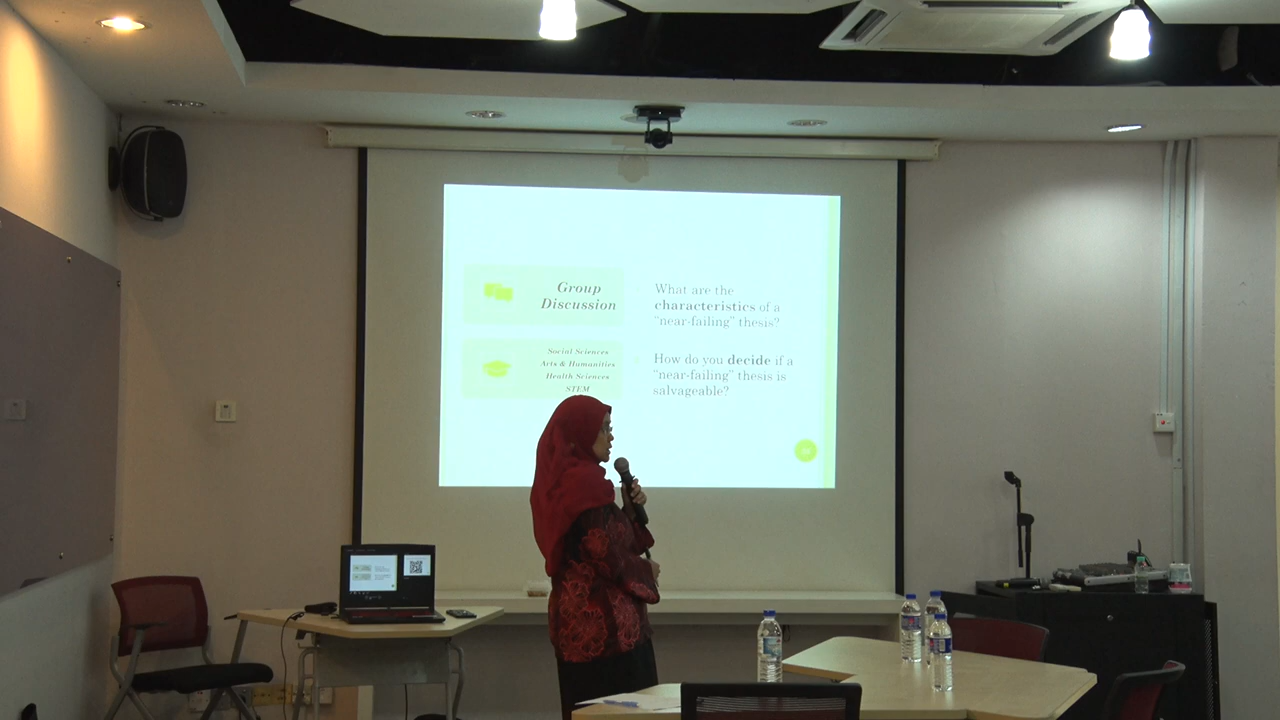 Group
Discussion
Social Sciences
Arts & Humanities
Health Sciences
STEM
What are the
characteristics of a
"near-failing" thesis?
How do you decide if a
"near-failing" thesis is
salvageable?